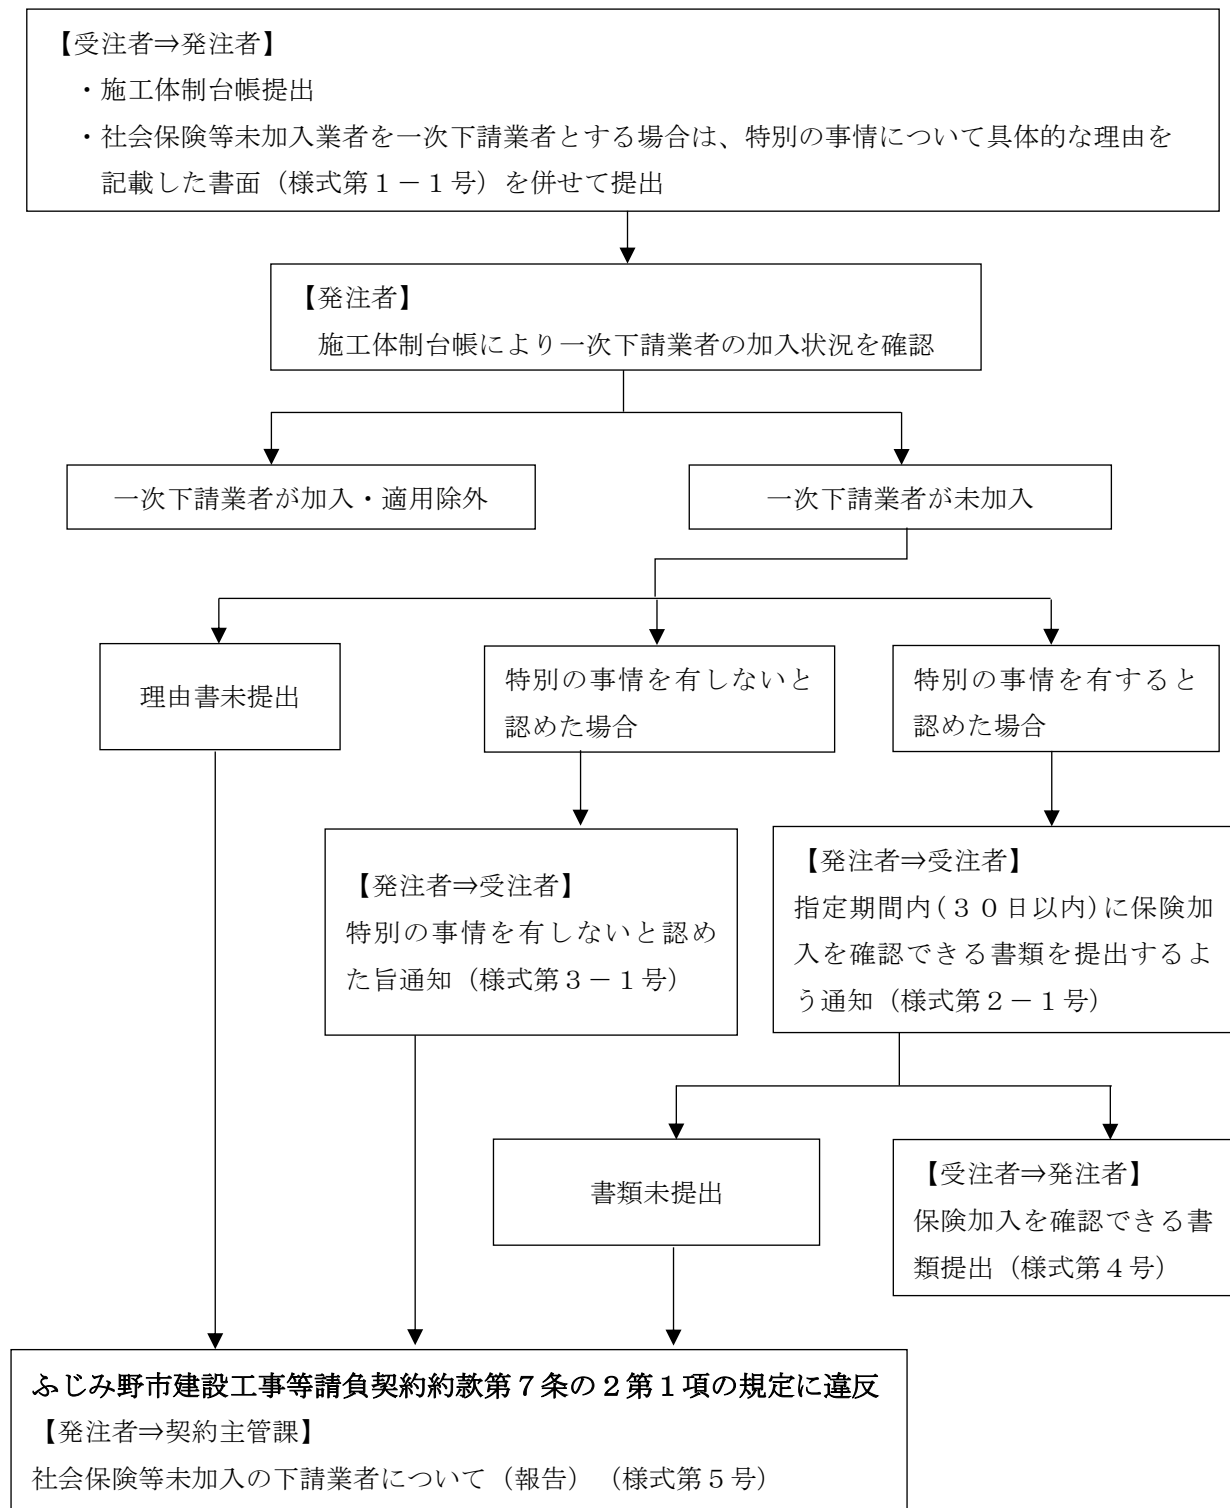 【受注者⇒発注者】
・施工体制台帳提出
・社会保険等未加入業者を一次下請業者とする場合は、特別の事情について具体的な理由を
記載した書面（様式第１－１号）を併せて提出
【発注者】
施工体制台帳により一次下請業者の加入状況を確認
一次下請業者が加入・適用除外
一次下請業者が未加入
理由書未提出
特別の事情を有しないと
認めた場合
特別の事情を有すると
認めた場合
【発注者⇒受注者】
特別の事情を有しないと認め
た旨通知（様式第３－１号）
【発注者⇒受注者】
指定期間内(３０日以内)に保険加
入を確認できる書類を提出するよ
う通知（様式第２－１号）
書類未提出
【受注者⇒発注者】
保険加入を確認できる書
類提出（様式第４号）
ふじみ野市建設工事等請負契約約款第７条の２第１項の規定に違反
【発注者⇒契約主管課】
社会保険等未加入の下請業者について（報告）（様式第５号）